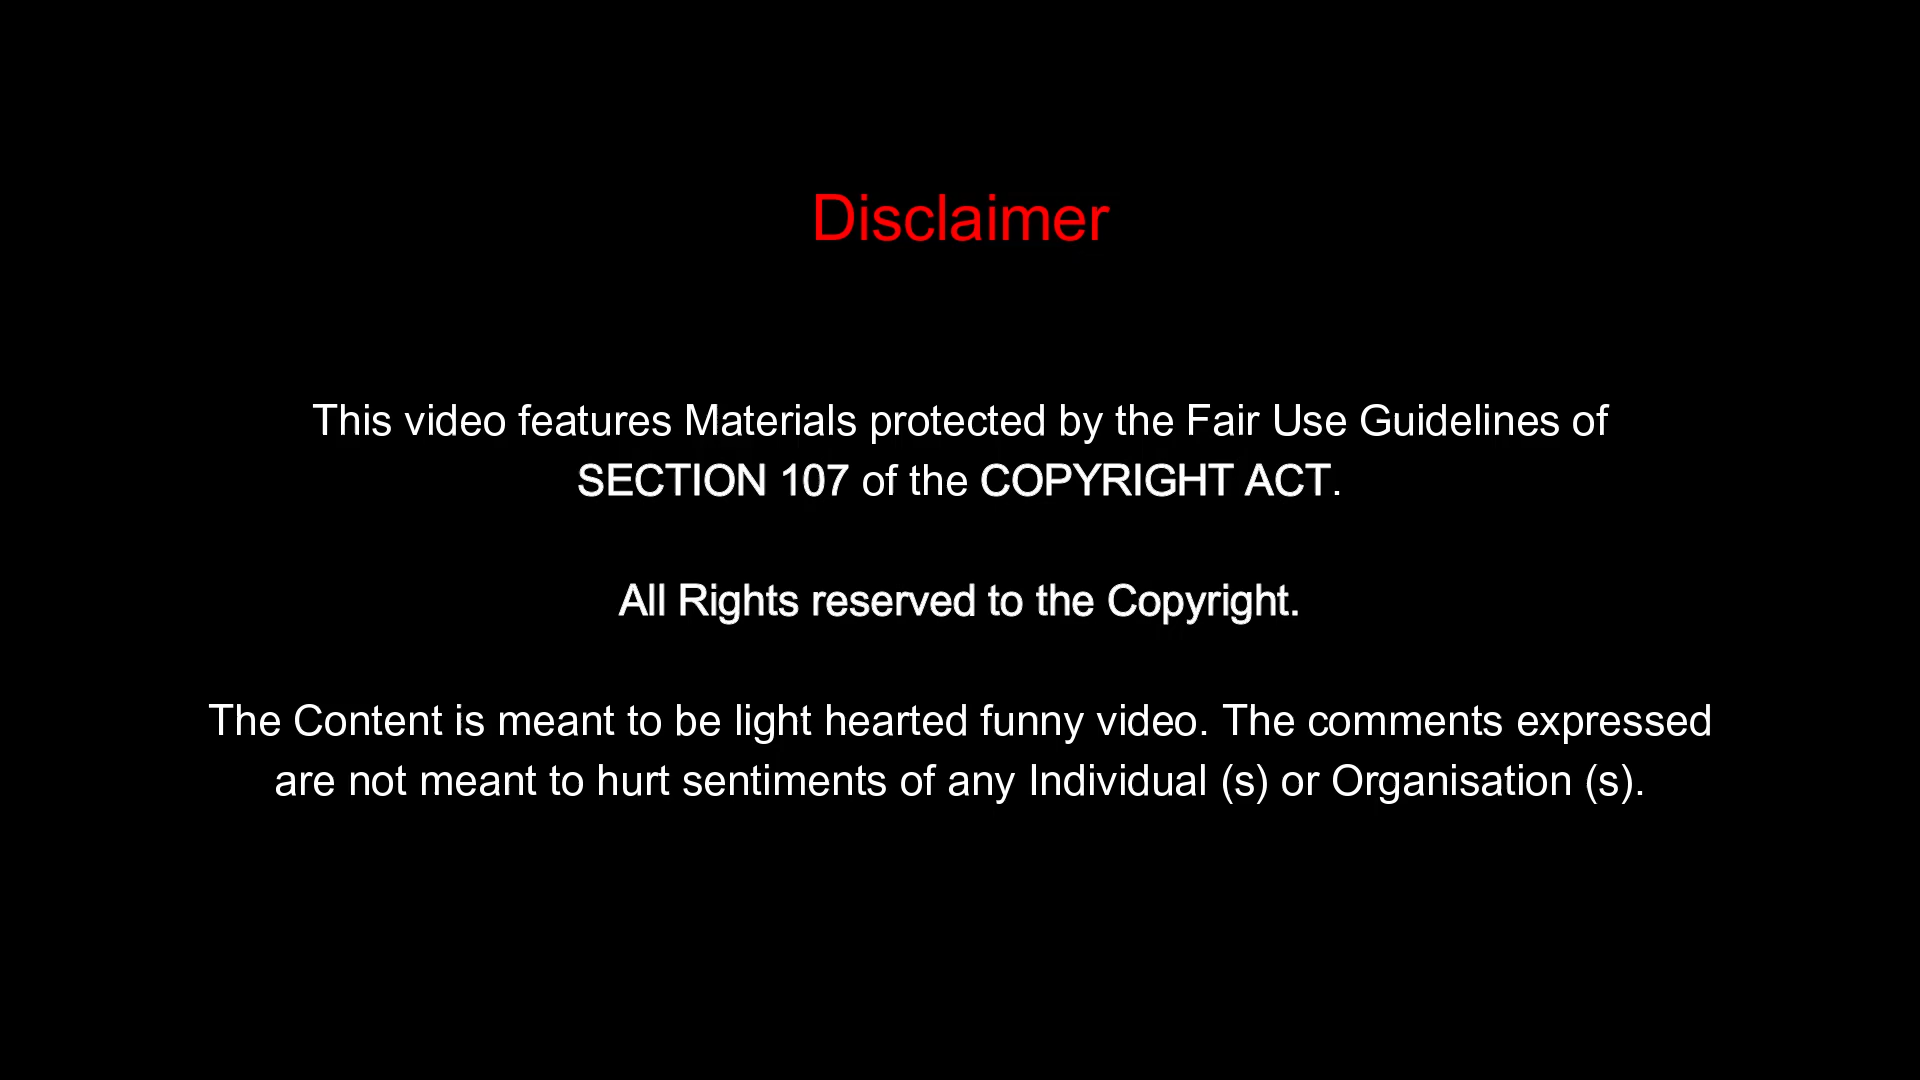 Disclaimer
This video features Materials protected by the Fair Use Guidelines of
SECTION 107 of the COPYRIGHT ACT.
All Rights reserved to the Copyright.
The Content is meant to be light hearted funny video. The comments expressed
are not meant to hurt sentiments of any Individual (s) or Organisation (s).